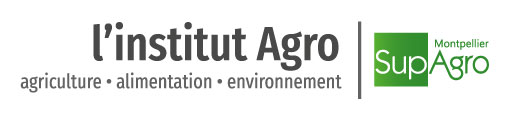 l'institut Agro
agriculture • alimentation • environnement
Montpellier
SupAgro